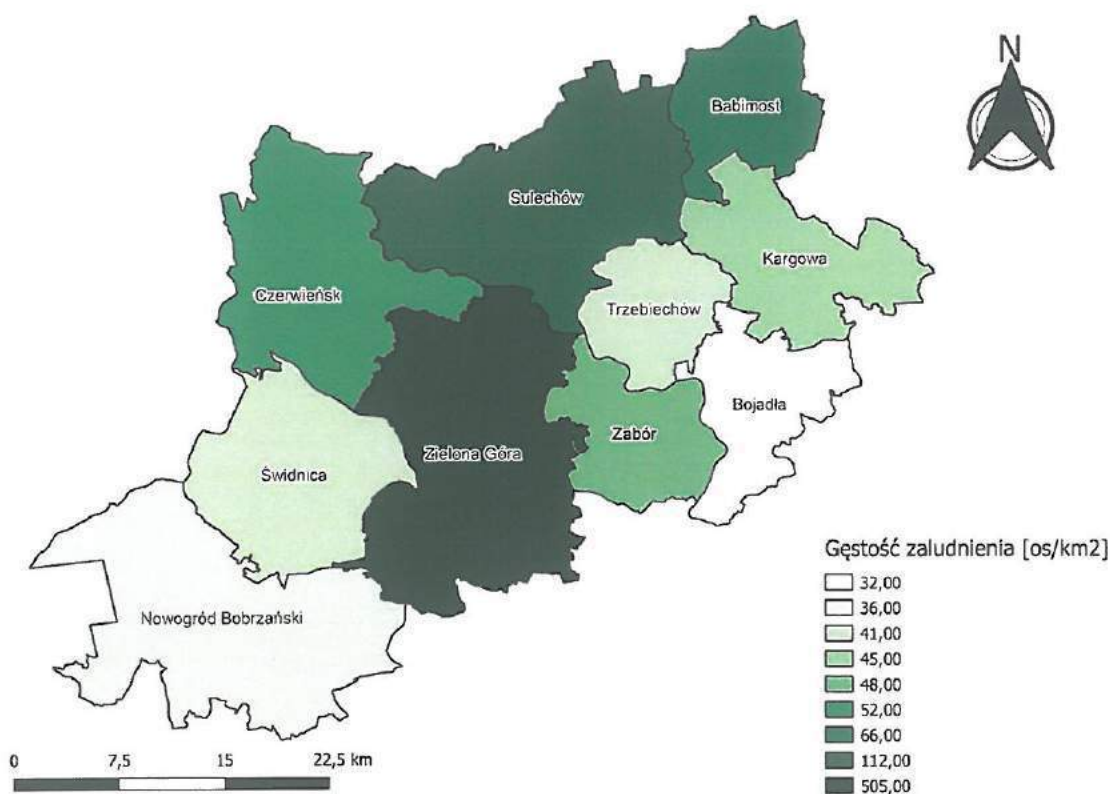 N
Babimost
Sulechów
Kargowa
Czerwieńsk
Trzebiechów
Bojadła
Zabór
Zielona Góra
Świdnica
Nowogród Bobrzański
Gęstość zaludnienia [os/km2]
32,00
36,00
41,00
45,00
48,00
52,00
66,00
112,00
505,00
0 7,5 15 22,5 km